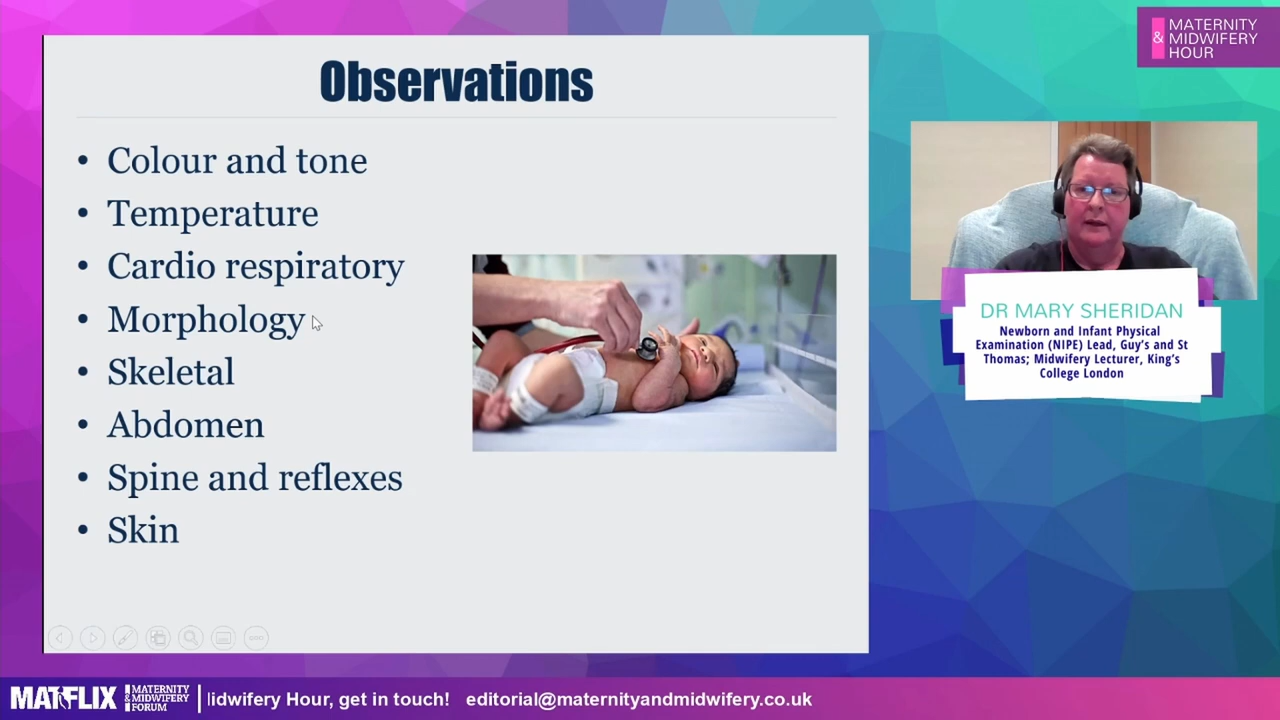 Observations
• Colour and tone
• Temperature
• Cardio respiratory
• Morphology
• Skeletal
• Abdomen
• Spine and reflexes
• Skin
MATERNITY
& MIDWIFERY
HOUR
DR MARY SHERIDAN
Newborn and Infant Physical
Examination (NIPE) Lead, Guy's and St
Thomas; Midwifery Lecturer, King's
College London
MATFLIX
MATERNITY
& MIDWIFERY
FORUM
idwifery Hour, get in touch! editorial@maternityandmidwifery.co.uk